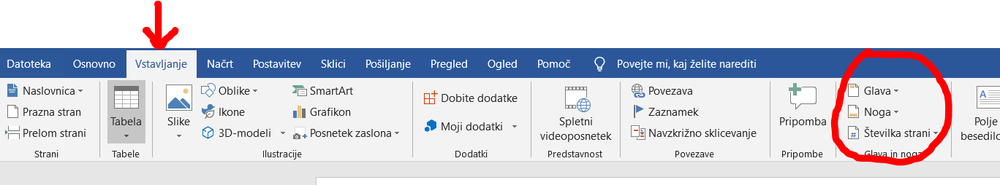 Datoteka Osnovno Vstavljanje Načrt Postavitev Sklici Pošiljanje Pregled Ogled Pomoč Povejte mi, kaj želite narediti
Naslovnica
Prazna stran
Prelom strani
Strani
Tabela
Tabele
Slike
Oblike
Ikone
3D-modeli
SmartArt
Grafikon
Posnetek zaslona
Ilustracije
Dobite dodatke
Moji dodatki
Dodatki
Spletni
videoposnetek
Predstavnost
Povezava
Zaznamek
Navzkrižno sklicevanje
Povezave
Pripomba
Pripombe
Glava
Noga
# Številka strani
Glava in noga
A
Polje